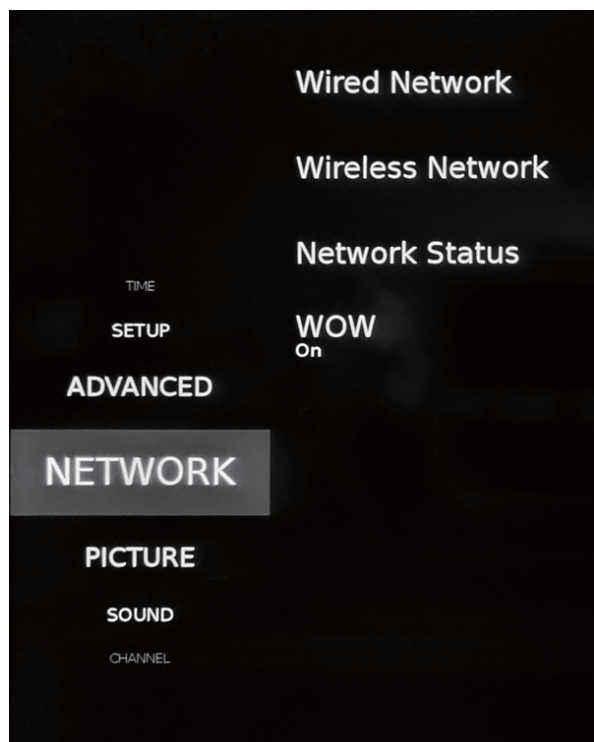 TIME
SETUP
ADVANCED
NETWORK
PICTURE
SOUND
CHANNEL
Wired Network
Wireless Network
Network Status
WOW
On